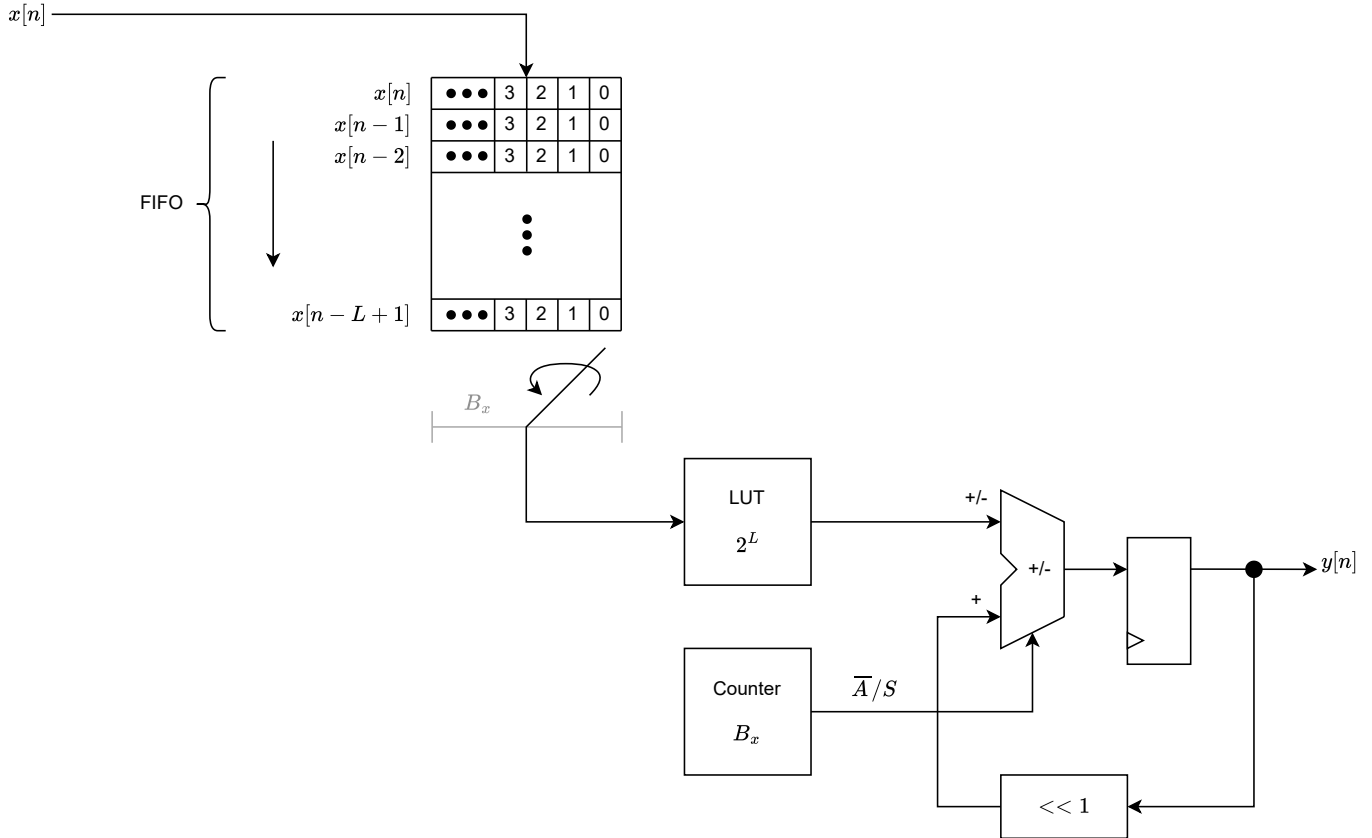 x[n]
x[n] ••• 3 2 1 0
x[n − 1] ••• 3 2 1 0
x[n − 2] ••• 3 2 1 0
FIFO
x[n − L + 1] ••• 3 2 1 0
B_x
LUT
2^L
+/-
+/-
+
y[n]
Counter
B_x
A̅/S
<< 1